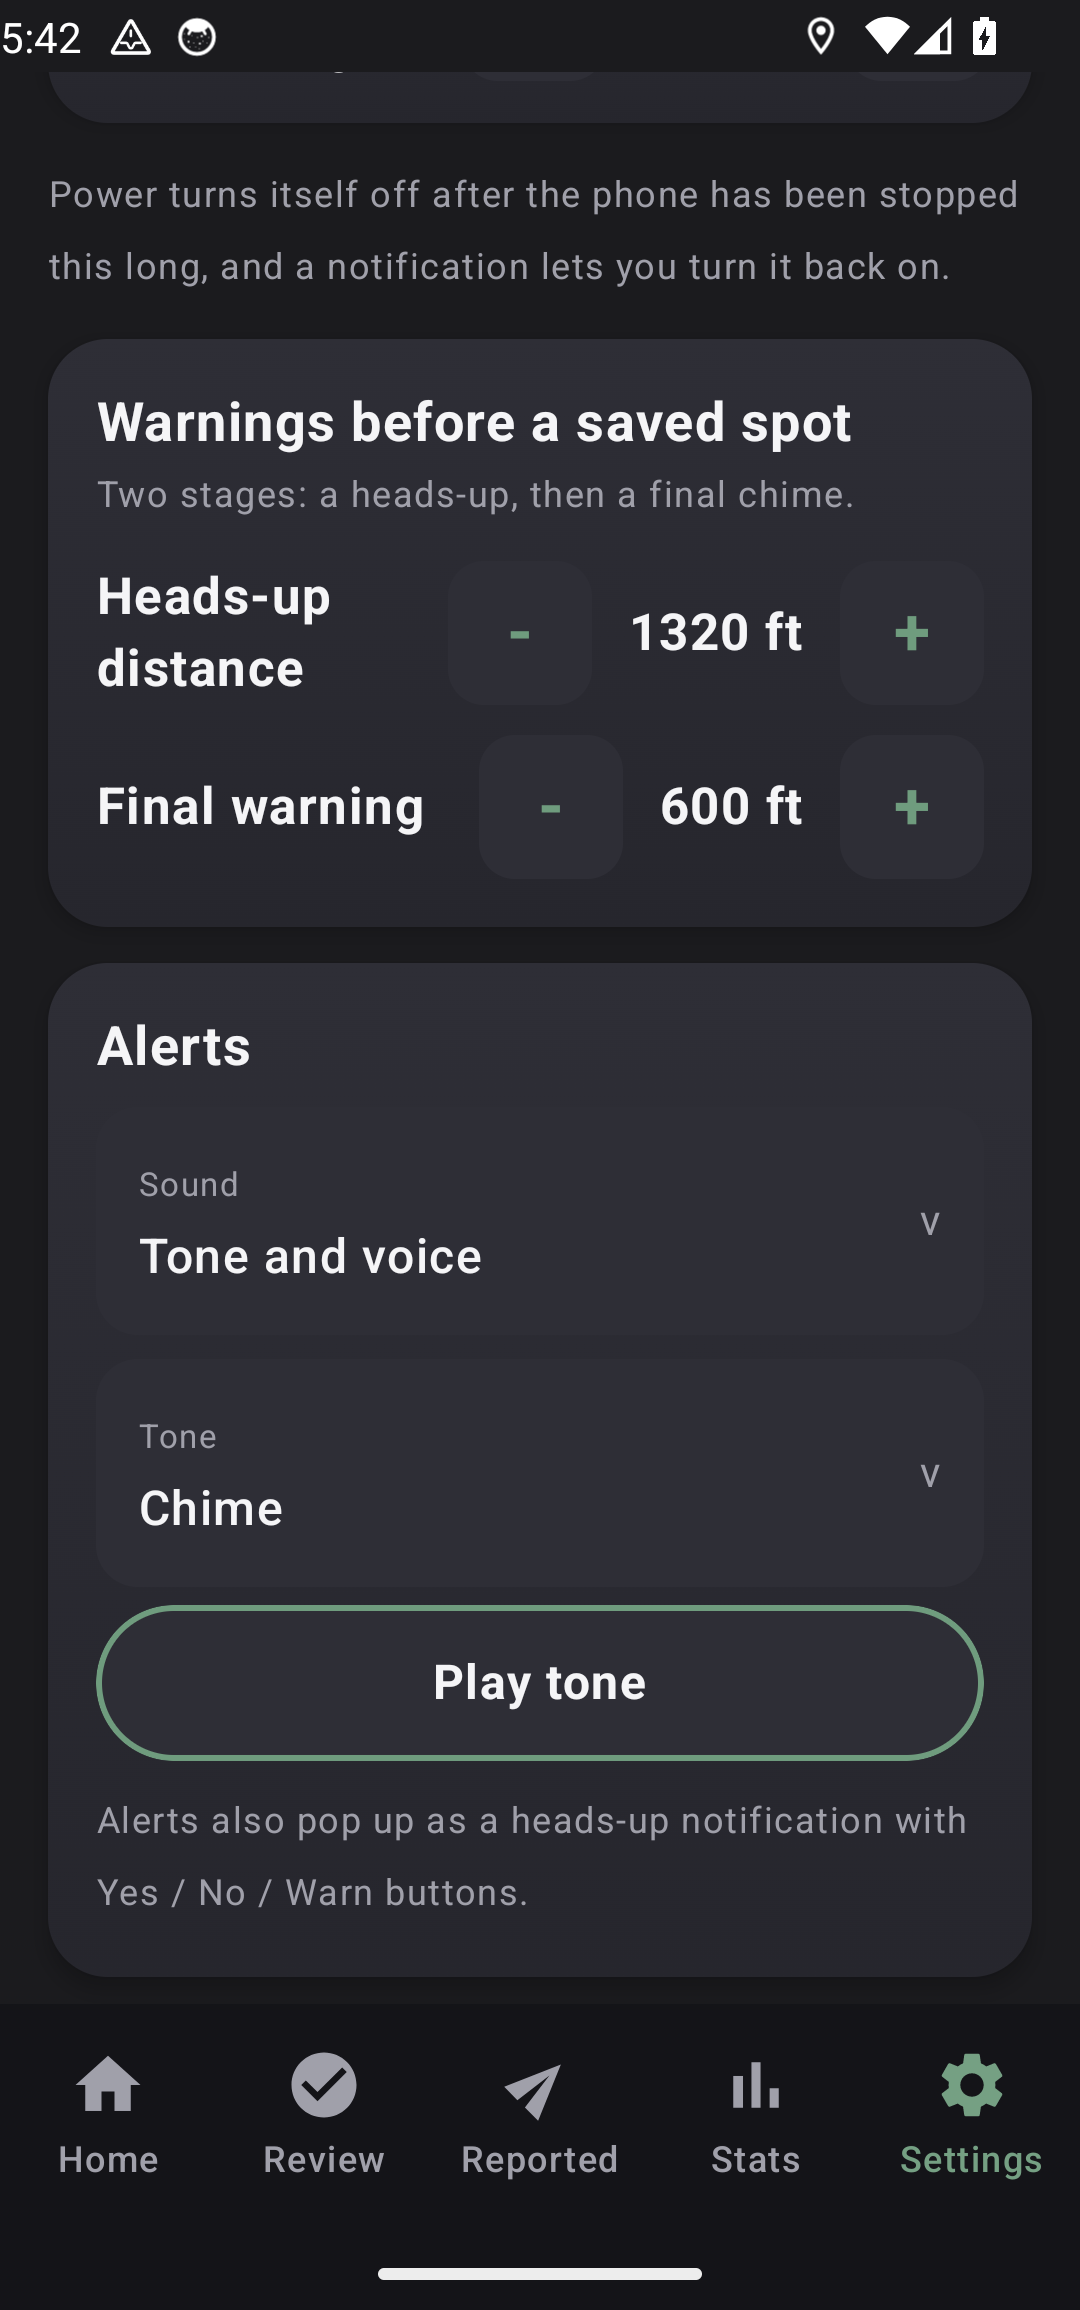 5:42
Power turns itself off after the phone has been stopped
this long, and a notification lets you turn it back on.
Warnings before a saved spot
Two stages: a heads-up, then a final chime.
Heads-up
distance
- 1320 ft +
Final warning - 600 ft +
Alerts
Sound
Tone and voice
v
Tone
Chime
v
Play tone
Alerts also pop up as a heads-up notification with
Yes / No / Warn buttons.
Home Review Reported Stats Settings